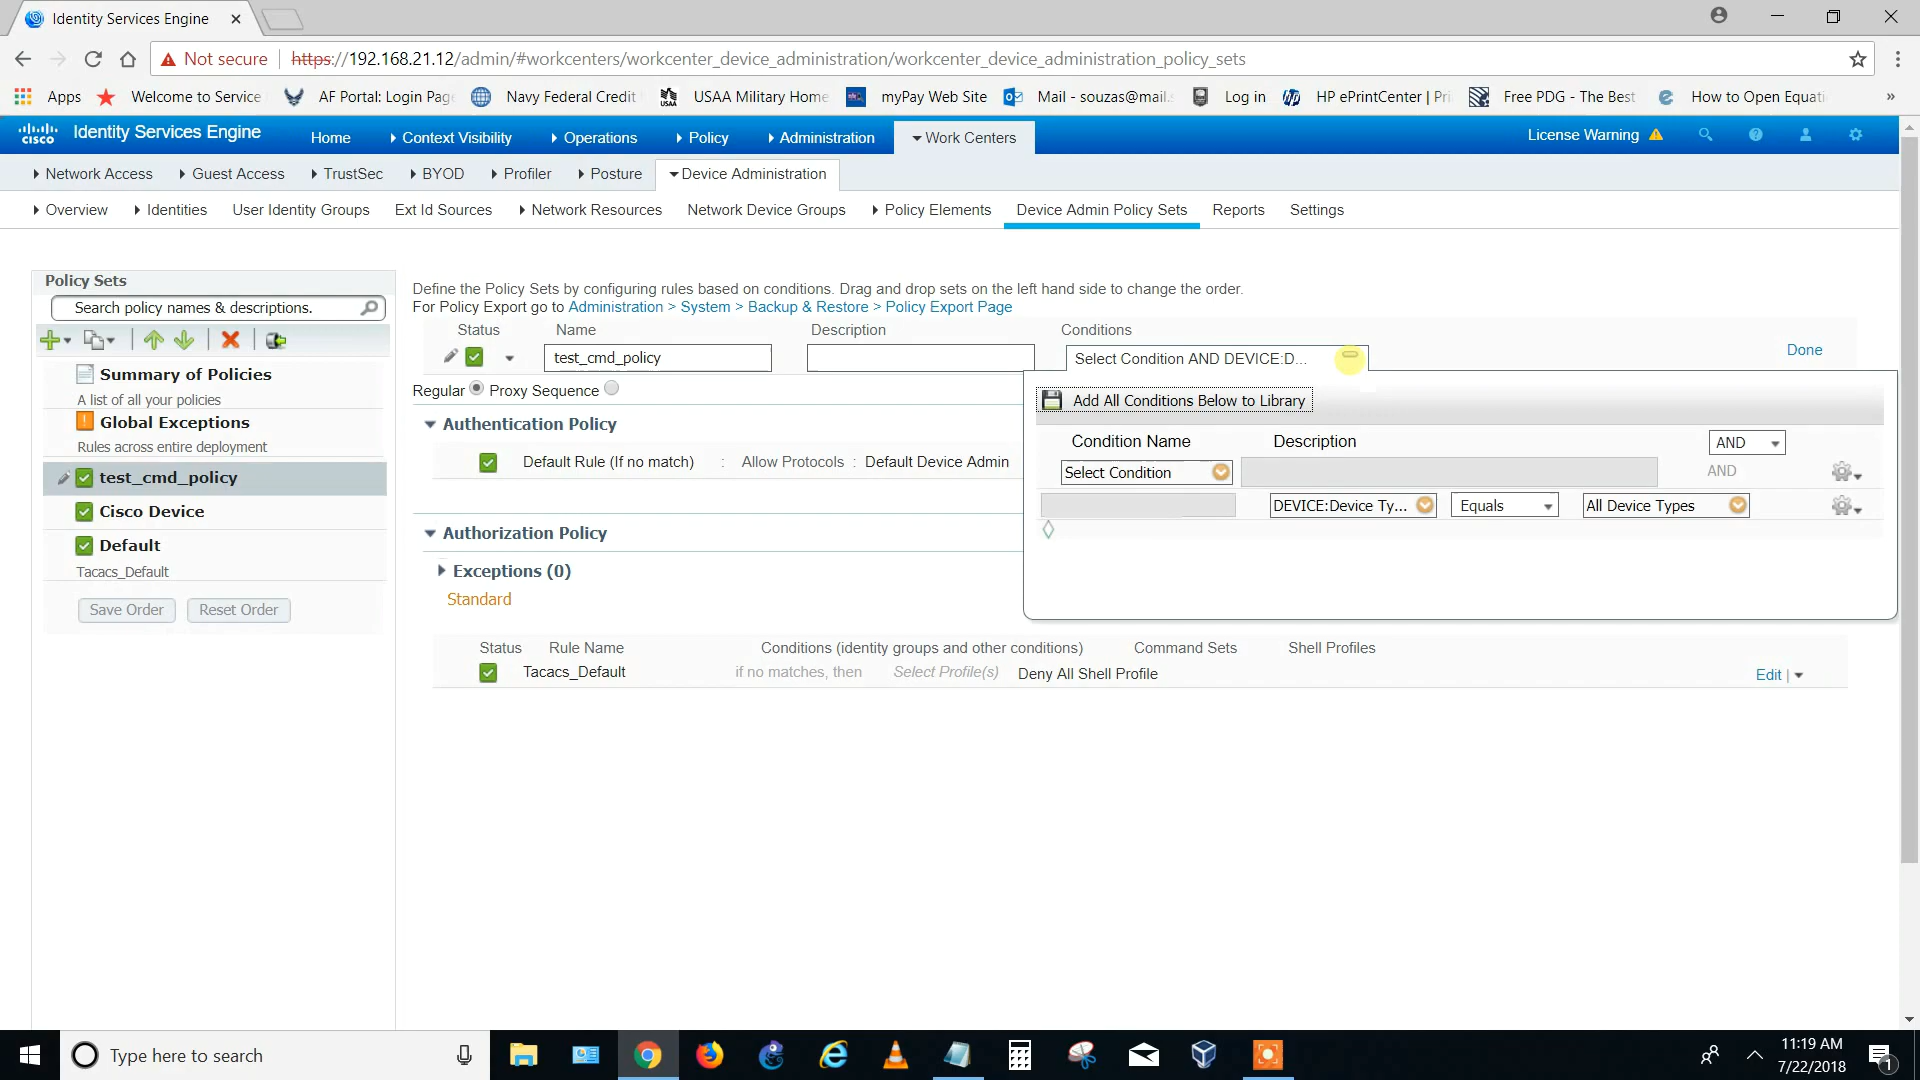 Identity Services Engine
Not secure https://192.168.21.12/admin/#workcenters/workcenter_device_administration/workcenter_device_administration_policy_sets
Apps Welcome to Service AF Portal: Login Pag Navy Federal Credit USAA Military Home myPay Web Site Mail - souzas@mail. Log in HP ePrintCenter | Pri Free PDG - The Best How to Open Equati »
cisco Identity Services Engine Home Context Visibility Operations Policy Administration Work Centers License Warning
Network Access Guest Access TrustSec BYOD Profiler Posture Device Administration
Overview Identities User Identity Groups Ext Id Sources Network Resources Network Device Groups Policy Elements Device Admin Policy Sets Reports Settings
Policy Sets
Search policy names & descriptions.
Summary of Policies
A list of all your policies
Global Exceptions
Rules across entire deployment
test_cmd_policy
Cisco Device
Default
Tacacs_Default
Save Order Reset Order
Define the Policy Sets by configuring rules based on conditions. Drag and drop sets on the left hand side to change the order.
For Policy Export go to Administration > System > Backup & Restore > Policy Export Page
Status Name Description Conditions
test_cmd_policy Select Condition AND DEVICE:D... Done
Regular Proxy Sequence
Add All Conditions Below to Library
Condition Name Description AND
Select Condition AND
DEVICE:Device Ty... Equals All Device Types
Authentication Policy
Default Rule (If no match) : Allow Protocols : Default Device Admin
Authorization Policy
Exceptions (0)
Standard
Status Rule Name Conditions (identity groups and other conditions) Command Sets Shell Profiles
Tacacs_Default if no matches, then Select Profile(s) Deny All Shell Profile Edit |
Type here to search
11:19 AM
7/22/2018
1